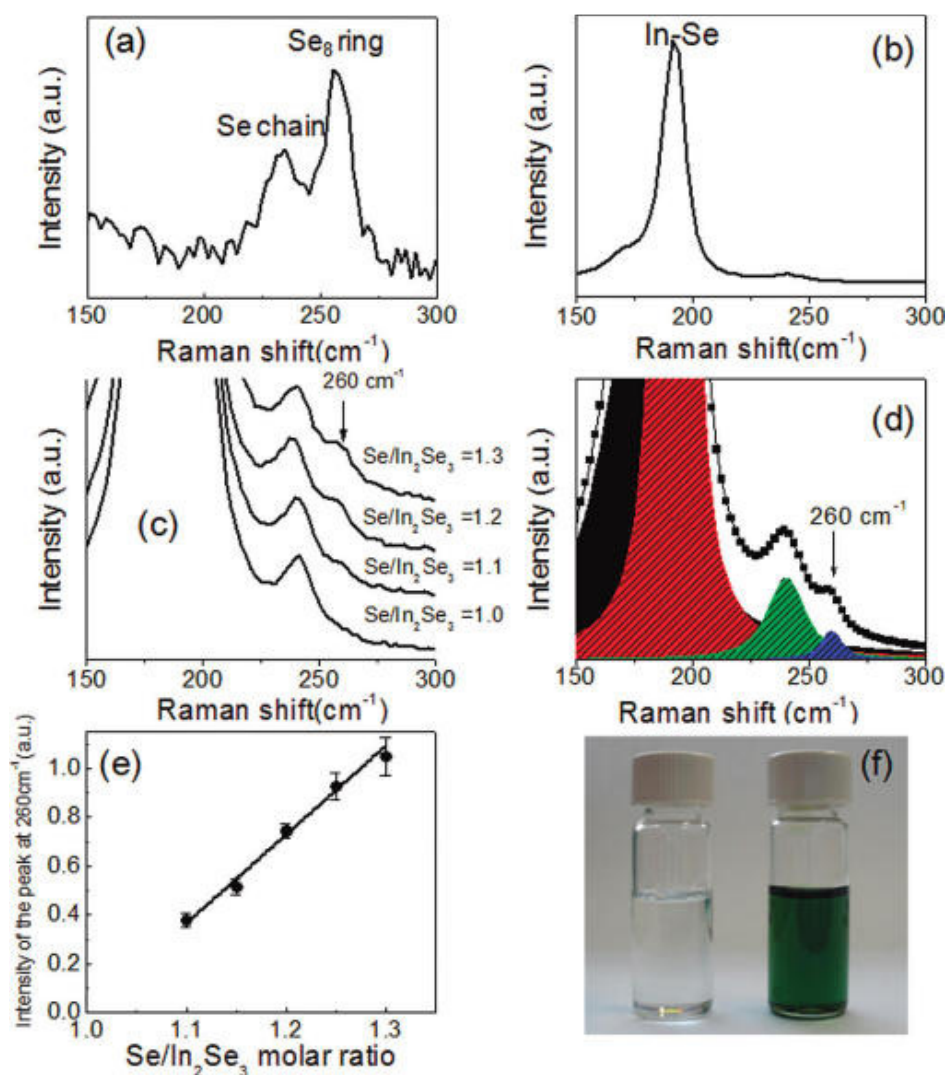 (a)
Se₈ ring
Se chain
Intensity (a.u.)
150 200 250 300
Raman shift(cm⁻¹)
In-Se
(b)
Intensity (a.u.)
150 200 250 300
Raman shift(cm⁻¹)
260 cm⁻¹
Se/In₂Se₃ =1.3
Se/In₂Se₃ =1.2
Se/In₂Se₃ =1.1
Se/In₂Se₃ =1.0
(c)
Intensity (a.u.)
150 200 250 300
Raman shift(cm⁻¹)
(d)
260 cm⁻¹
Intensity (a.u.)
150 200 250 300
Raman shift (cm⁻¹)
(e)
Intensity of the peak at 260cm⁻¹(a.u.)
1.0
0.8
0.6
0.4
0.2
0.0
1.0 1.1 1.2 1.3
Se/In₂Se₃ molar ratio
(f)